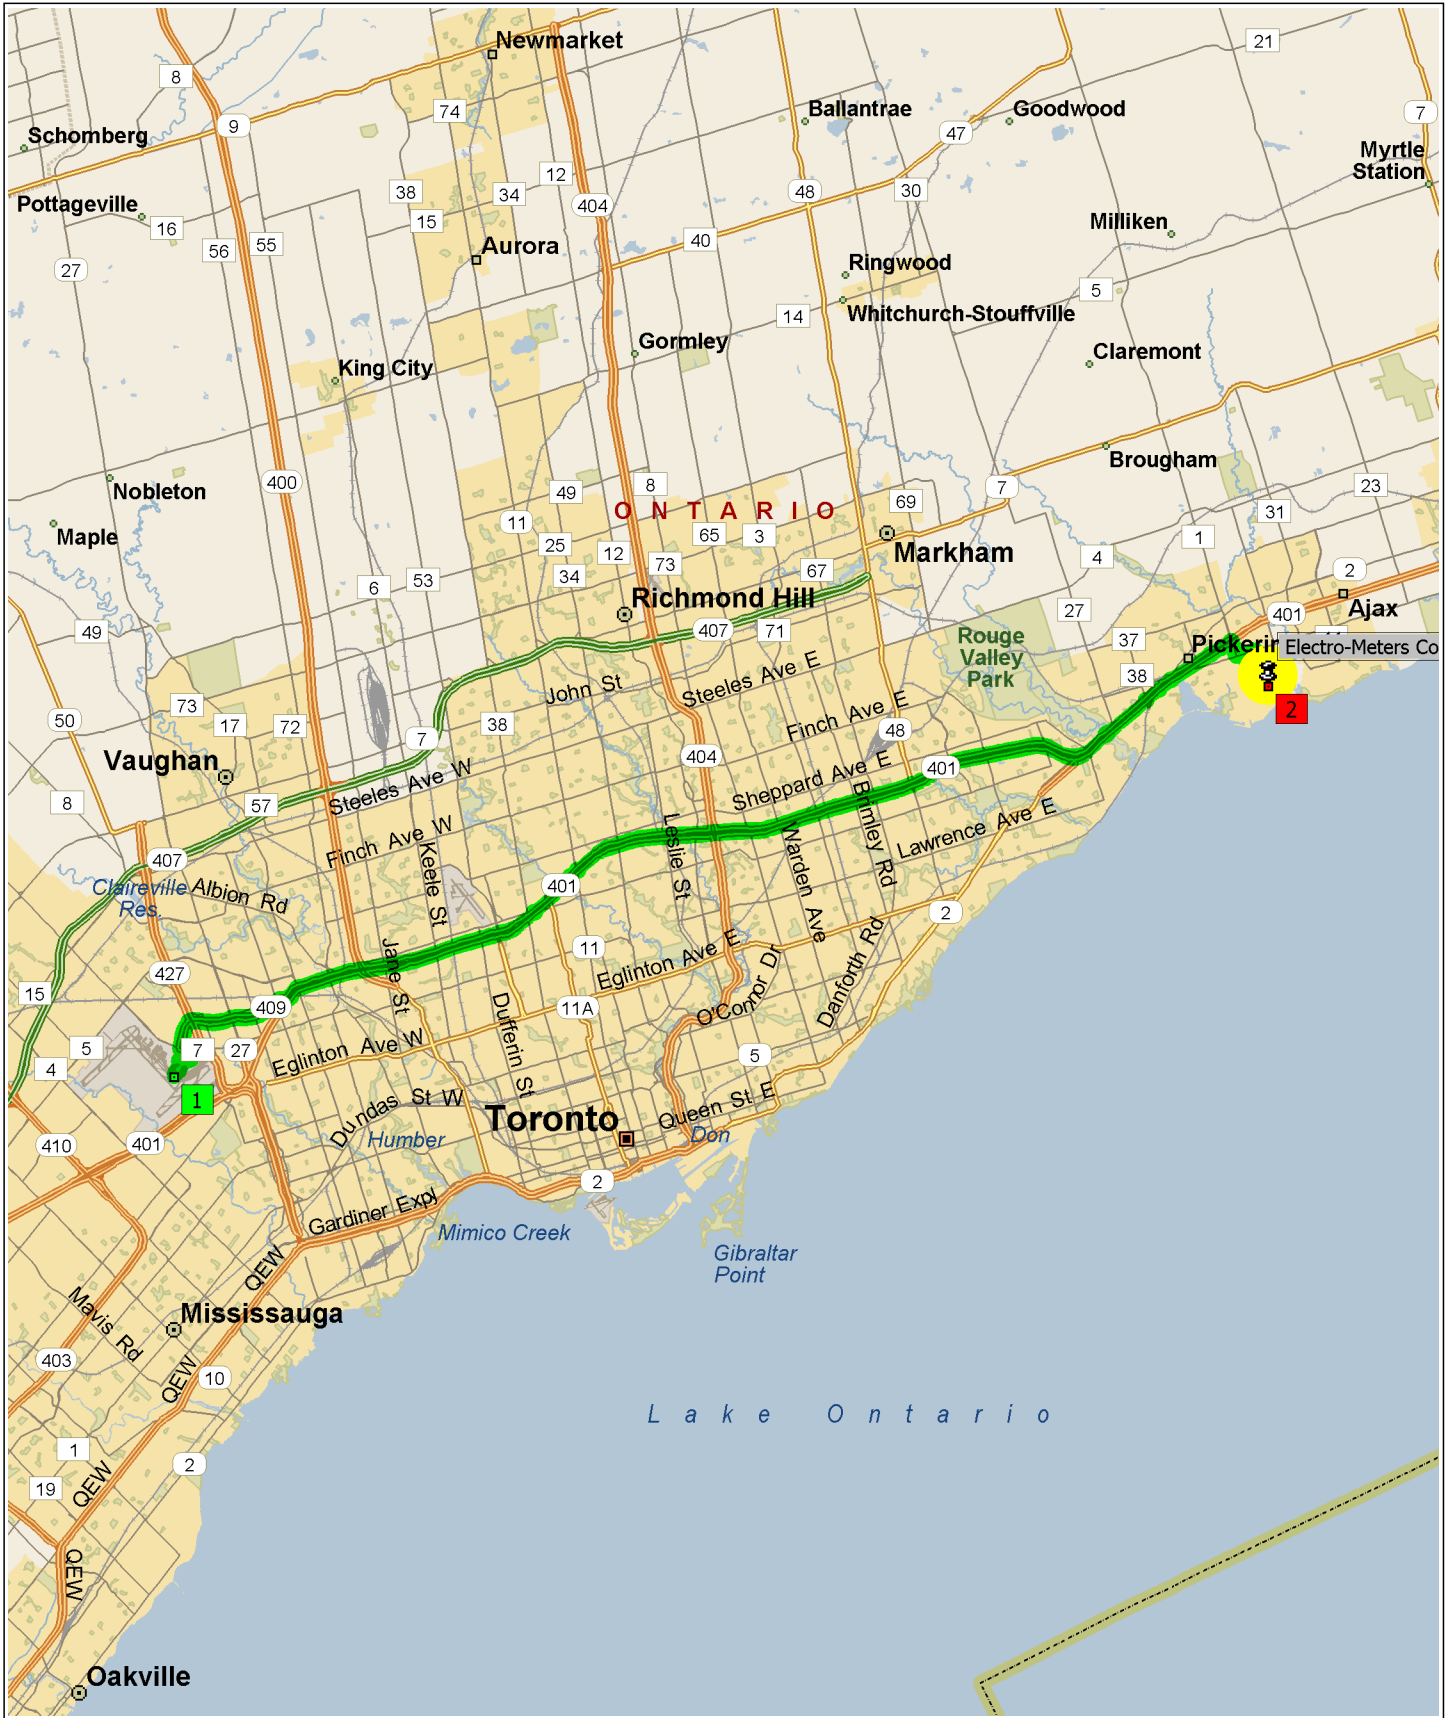 Newmarket
21
8
74
Ballantrae
Goodwood
7
9
47
Schomberg
Myrtle
Station
12
38
34
404
48
30
Pottageville
15
16
Milliken
56
55
Aurora
40
27
Ringwood
5
14
Whitchurch-Stouffville
Gormley
Claremont
King City
Brougham
400
Nobleton
49
8
7
23
69
ONTARIO
31
11
Maple
25
12
65
3
1
Markham
4
73
67
34
6
53
2
Richmond Hill
27
401
Ajax
49
407
71
37
Rouge
Valley
Park
Electro-Meters Co
38
John St
Steeles Ave E
73
50
17
72
38
Finch Ave E
2
48
7
404
Vaughan
401
Steeles Ave W
Sheppard Ave E
8
57
Finch Ave W
Keele St
Leslie St
Warden Ave
Brimley Rd
Lawrence Ave E
407
Claireville
Res.
Albion Rd
401
2
11
Jane St
Eglinton Ave E
427
O'Connor Dr
Danforth Rd
15
409
11A
Dufferin St
5
7
27
Eglinton Ave W
5
4
1
Dundas St W
Toronto
Queen St E
Don
410
401
Humber
2
Gardiner Expy
Mimico Creek
Gibraltar
Point
QEW
Mavis Rd
Mississauga
403
QEW
10
Lake Ontario
1
2
19
QEW
QEW
Oakville